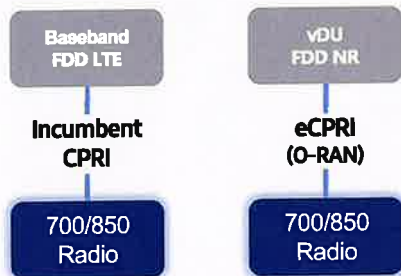 Baseband
FDD LTE
Incumbent
CPRI
700/850
Radio
vDU
FDD NR
eCPRI
(O-RAN)
700/850
Radio